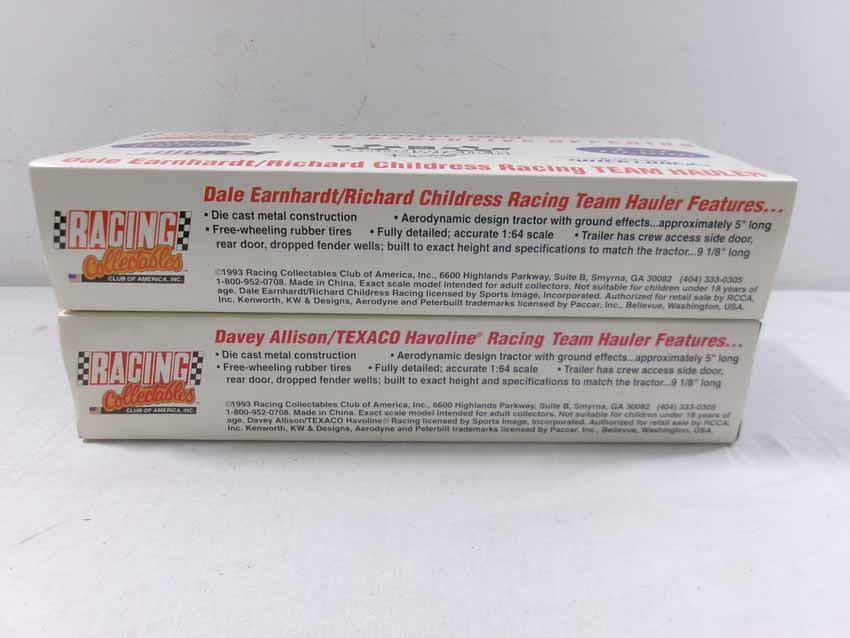 CLUB EXCLUSIVE OFFERING
Dale Earnhardt/Richard Childress Racing TEAM HAULER
RACING
Collectables
CLUB OF AMERICA, INC.
Dale Earnhardt/Richard Childress Racing Team Hauler Features...
• Die cast metal construction • Aerodynamic design tractor with ground effects...approximately 5" long
• Free-wheeling rubber tires • Fully detailed; accurate 1:64 scale • Trailer has crew access side door,
rear door, dropped fender wells; built to exact height and specifications to match the tractor...9 1/8" long
©1993 Racing Collectables Club of America, Inc., 6600 Highlands Parkway, Suite B, Smyrna, GA 30082 (404) 333-0305
1-800-952-0708. Made in China. Exact scale model intended for adult collectors. Not suitable for children under 18 years of
age. Dale Earnhardt/Richard Childress Racing licensed by Sports Image, Incorporated. Authorized for retail sale by RCCA,
Inc. Kenworth, KW & Designs, Aerodyne and Peterbilt trademarks licensed by Paccar, Inc., Bellevue, Washington, USA.
RACING
Collectables
CLUB OF AMERICA, INC.
Davey Allison/TEXACO Havoline® Racing Team Hauler Features...
• Die cast metal construction • Aerodynamic design tractor with ground effects...approximately 5" long
• Free-wheeling rubber tires • Fully detailed; accurate 1:64 scale • Trailer has crew access side door,
rear door, dropped fender wells; built to exact height and specifications to match the tractor...9 1/8" long
©1993 Racing Collectables Club of America, Inc., 6600 Highlands Parkway, Suite B, Smyrna, GA 30082 (404) 333-0305
1-800-952-0708. Made in China. Exact scale model intended for adult collectors. Not suitable for children under 18 years of
age. Davey Allison/TEXACO Havoline® Racing licensed by Sports Image, Incorporated. Authorized for retail sale by RCCA,
Inc. Kenworth, KW & Designs, Aerodyne and Peterbilt trademarks licensed by Paccar, Inc., Bellevue, Washington, USA.